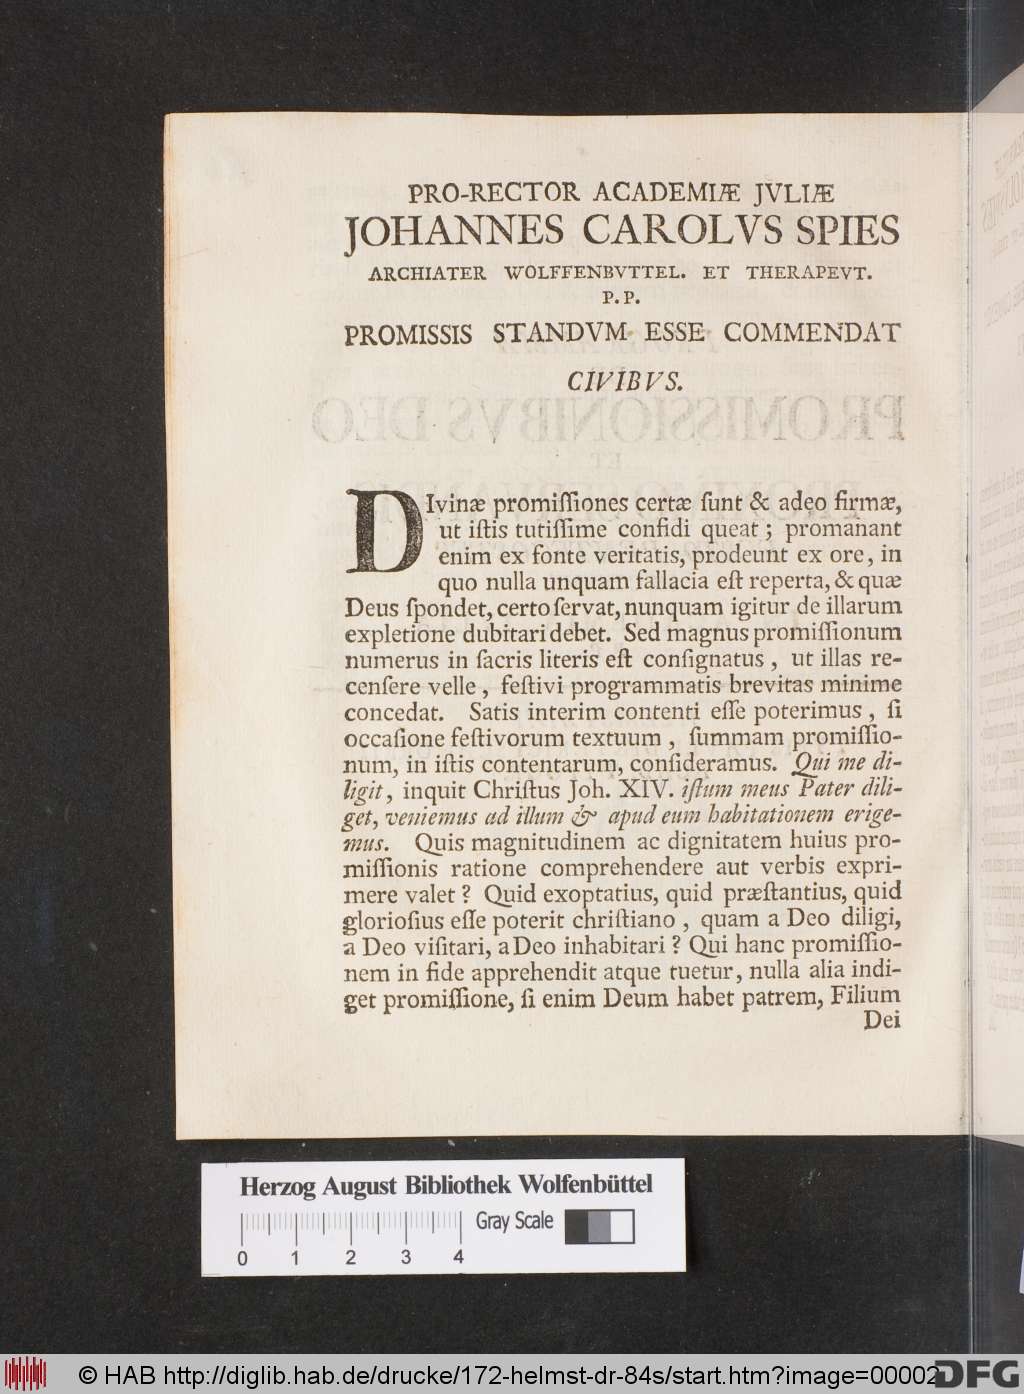 PRO-RECTOR ACADEMIÆ JVLIÆ
JOHANNES CAROLVS SPIES
ARCHIATER WOLFFENBVTTEL. ET THERAPEVT.
P. P.
PROMISSIS STANDVM ESSE COMMENDAT
CIVIBVS.
DIvinæ promiſſiones certæ ſunt & adeo firmæ,
ut iſtis tutiſſime confidi queat ; promanant
enim ex fonte veritatis, prodeunt ex ore, in
quo nulla unquam fallacia eſt reperta, & quæ
Deus ſpondet, certo ſervat, nunquam igitur de illarum
expletione dubitari debet. Sed magnus promiſſionum
numerus in ſacris literis eſt conſignatus, ut illas re-
cenſere velle, feſtivi programmatis brevitas minime
concedat. Satis interim contenti eſſe poterimus, ſi
occaſione feſtivorum textuum, ſummam promiſſio-
num, in iſtis contentarum, conſideramus. Qui me di-
ligit, inquit Chriſtus Joh. XIV. iſtum meus Pater dili-
get, veniemus ad illum & apud eum habitationem erige-
mus. Quis magnitudinem ac dignitatem huius pro-
miſſionis ratione comprehendere aut verbis expri-
mere valet ? Quid exoptatius, quid præſtantius, quid
glorioſius eſſe poterit chriſtiano, quam a Deo diligi,
a Deo viſitari, a Deo inhabitari ? Qui hanc promiſſio-
nem in fide apprehendit atque tuetur, nulla alia indi-
get promiſſione, ſi enim Deum habet patrem, Filium
Dei
PROMISSIONIBVS DEO
ET
Herzog August Bibliothek Wolfenbüttel
Gray Scale
0 1 2 3 4
© HAB http://diglib.hab.de/drucke/172-helmst-dr-84s/start.htm?image=00002
DFG